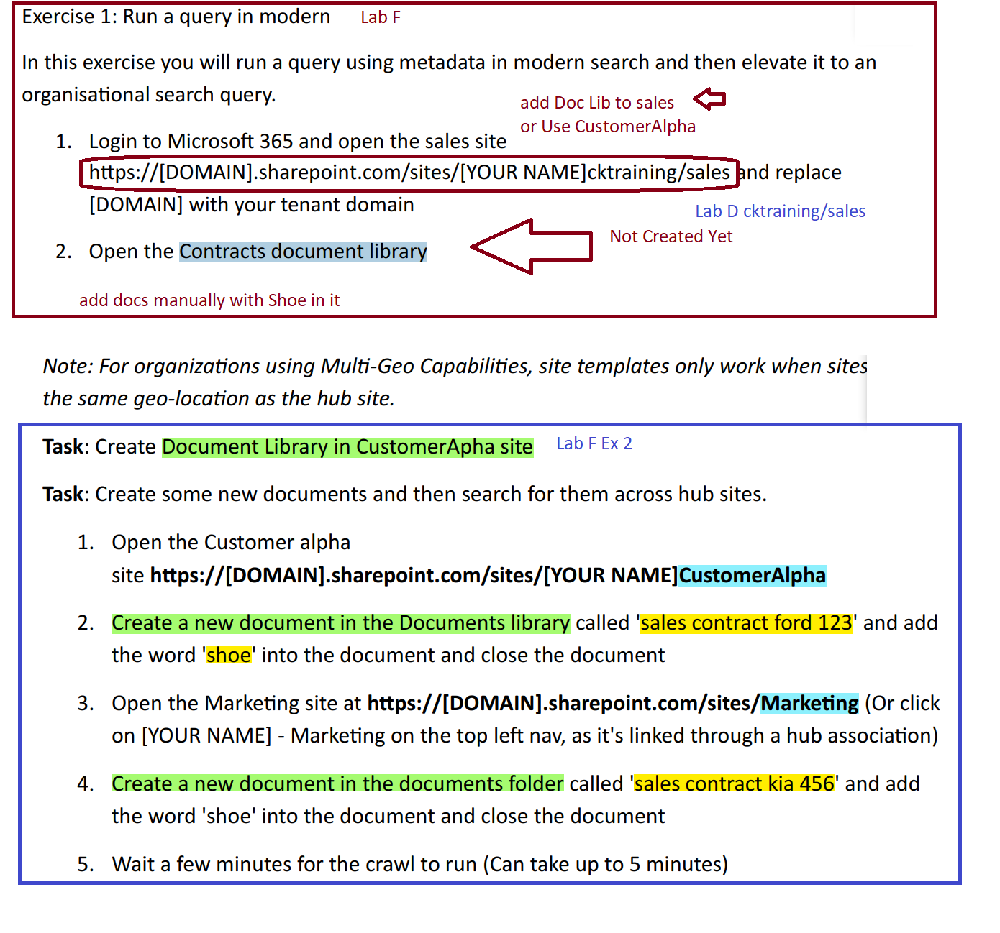 Exercise 1: Run a query in modern Lab F
In this exercise you will run a query using metadata in modern search and then elevate it to an
organisational search query.
add Doc Lib to sales
or Use CustomerAlpha
1. Login to Microsoft 365 and open the sales site
https://[DOMAIN].sharepoint.com/sites/[YOUR NAME]cktraining/sales and replace
[DOMAIN] with your tenant domain
Lab D cktraining/sales
Not Created Yet
2. Open the Contracts document library
add docs manually with Shoe in it
Note: For organizations using Multi-Geo Capabilities, site templates only work when sites
the same geo-location as the hub site.
Task: Create Document Library in CustomerApha site Lab F Ex 2
Task: Create some new documents and then search for them across hub sites.
1. Open the Customer alpha
site https://[DOMAIN].sharepoint.com/sites/[YOUR NAME]CustomerAlpha
2. Create a new document in the Documents library called 'sales contract ford 123' and add
the word 'shoe' into the document and close the document
3. Open the Marketing site at https://[DOMAIN].sharepoint.com/sites/Marketing (Or click
on [YOUR NAME] - Marketing on the top left nav, as it's linked through a hub association)
4. Create a new document in the documents folder called 'sales contract kia 456' and add
the word 'shoe' into the document and close the document
5. Wait a few minutes for the crawl to run (Can take up to 5 minutes)